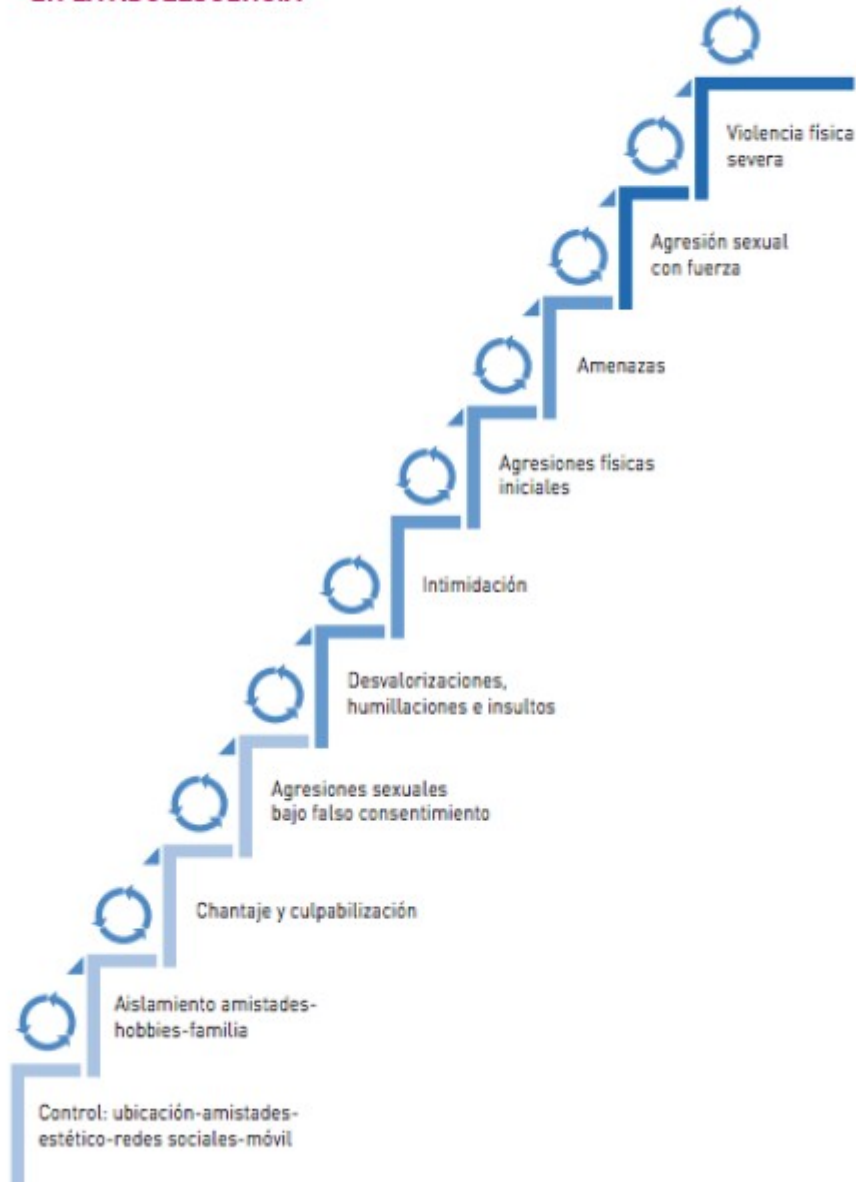 Violencia física
severa
Agresión sexual
con fuerza
Amenazas
Agresiones físicas
iniciales
Intimidación
Desvalorizaciones,
humillaciones e insultos
Agresiones sexuales
bajo falso consentimiento
Chantaje y culpabilización
Aislamiento amistades-
hobbies-familia
Control: ubicación-amistades-
estético-redes sociales-móvil